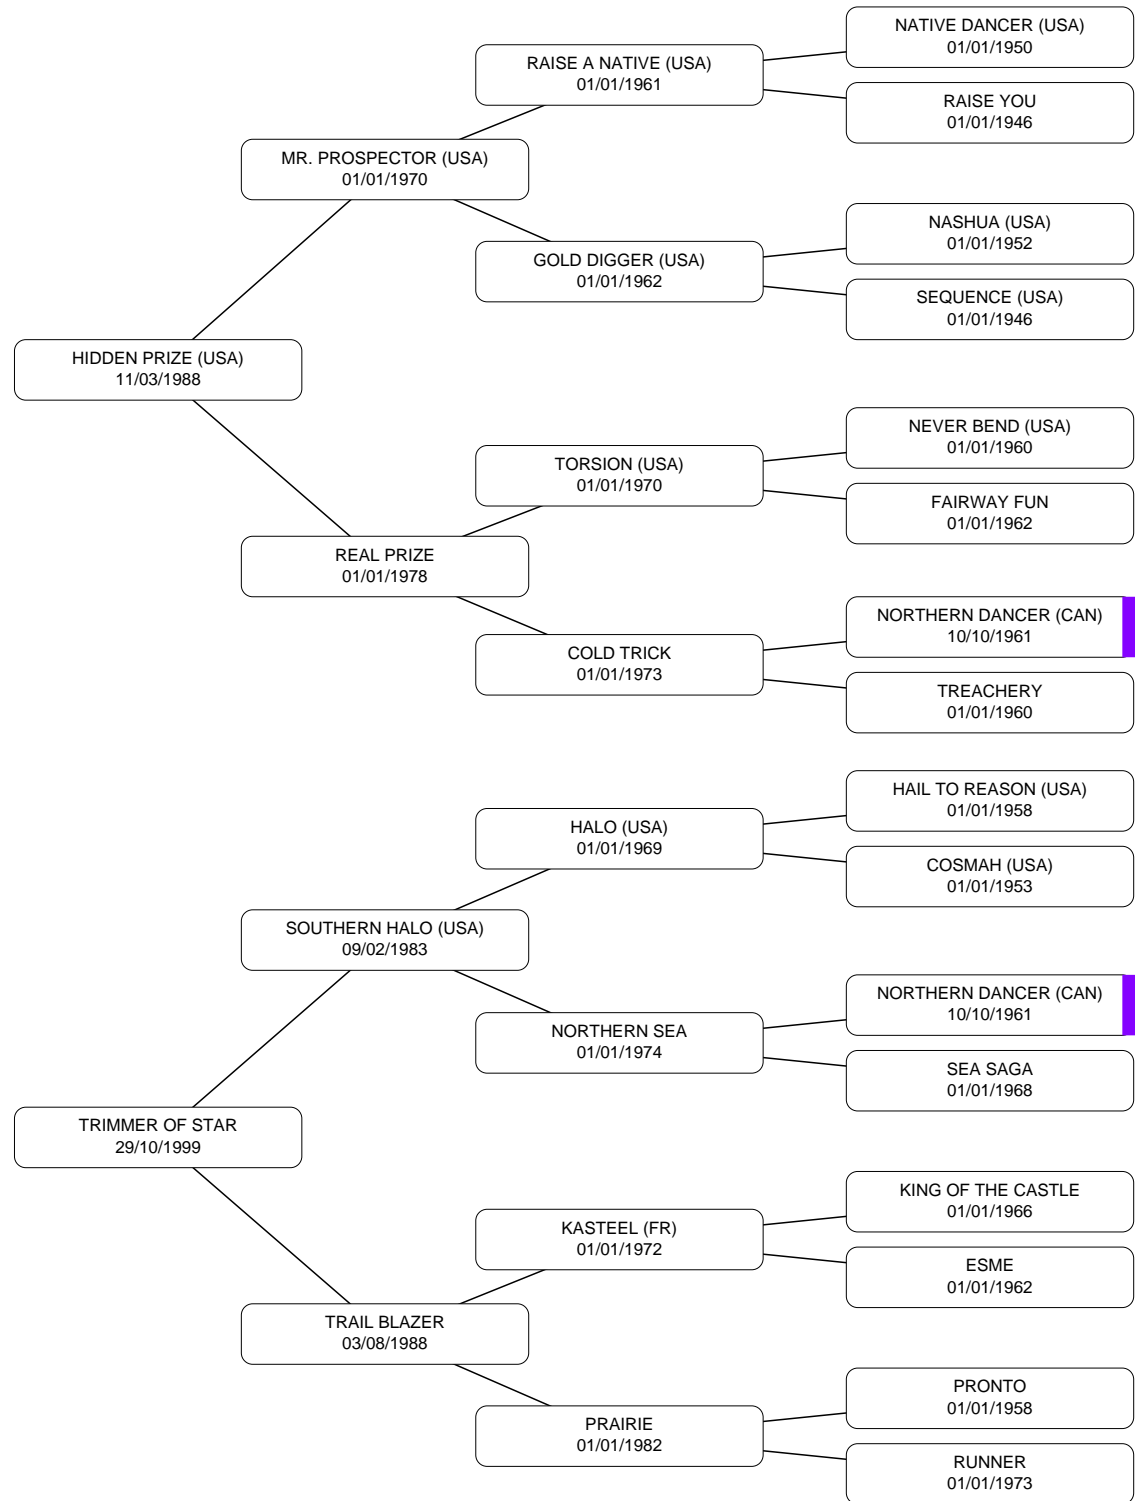 NATIVE DANCER (USA)
01/01/1950
RAISE A NATIVE (USA)
01/01/1961
RAISE YOU
01/01/1946
MR. PROSPECTOR (USA)
01/01/1970
NASHUA (USA)
01/01/1952
GOLD DIGGER (USA)
01/01/1962
SEQUENCE (USA)
01/01/1946
HIDDEN PRIZE (USA)
11/03/1988
NEVER BEND (USA)
01/01/1960
TORSION (USA)
01/01/1970
FAIRWAY FUN
01/01/1962
REAL PRIZE
01/01/1978
NORTHERN DANCER (CAN)
10/10/1961
COLD TRICK
01/01/1973
TREACHERY
01/01/1960
HAIL TO REASON (USA)
01/01/1958
HALO (USA)
01/01/1969
COSMAH (USA)
01/01/1953
SOUTHERN HALO (USA)
09/02/1983
NORTHERN DANCER (CAN)
10/10/1961
NORTHERN SEA
01/01/1974
SEA SAGA
01/01/1968
TRIMMER OF STAR
29/10/1999
KING OF THE CASTLE
01/01/1966
KASTEEL (FR)
01/01/1972
ESME
01/01/1962
TRAIL BLAZER
03/08/1988
PRONTO
01/01/1958
PRAIRIE
01/01/1982
RUNNER
01/01/1973